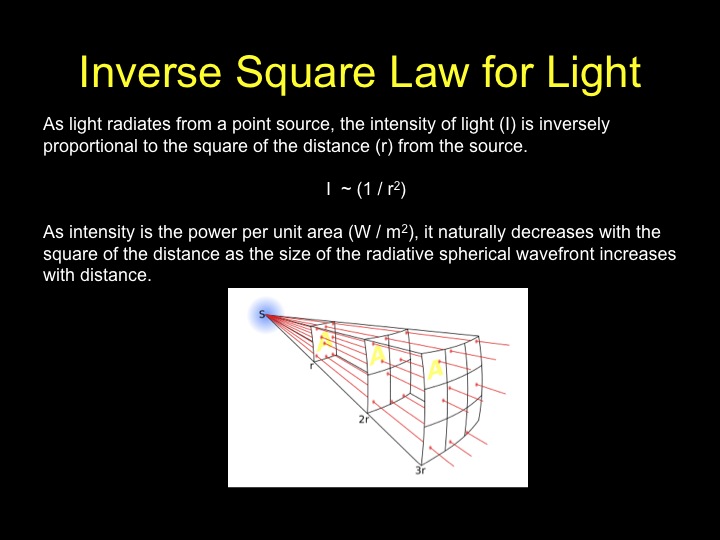 Inverse Square Law for Light
As light radiates from a point source, the intensity of light (I) is inversely
proportional to the square of the distance (r) from the source.
I ~ (1 / r²)
As intensity is the power per unit area (W / m²), it naturally decreases with the
square of the distance as the size of the radiative spherical wavefront increases
with distance.
S
A
A
A
r
2r
3r